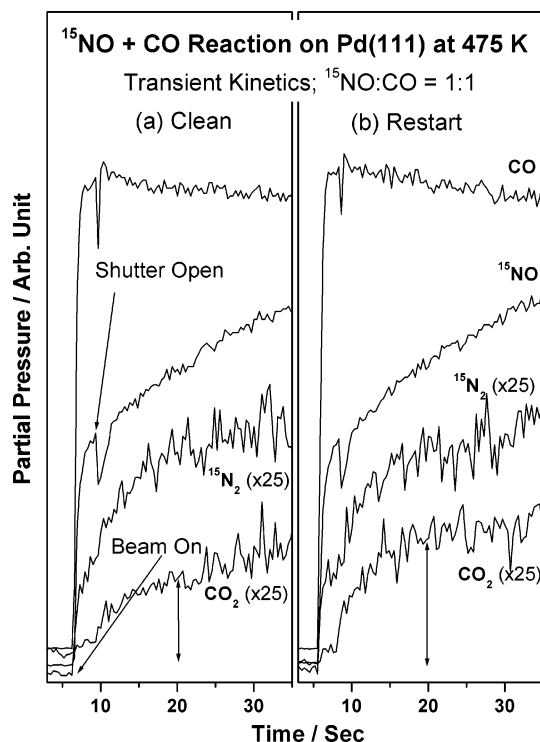 ¹⁵NO + CO Reaction on Pd(111) at 475 K
Transient Kinetics; ¹⁵NO:CO = 1:1
(a) Clean
(b) Restart
CO
Shutter Open
¹⁵NO
¹⁵N₂ (x25)
¹⁵N₂ (x25)
Beam On
CO₂ (x25)
CO₂ (x25)
Partial Pressure / Arb. Unit
10 20 30 10 20 30
Time / Sec